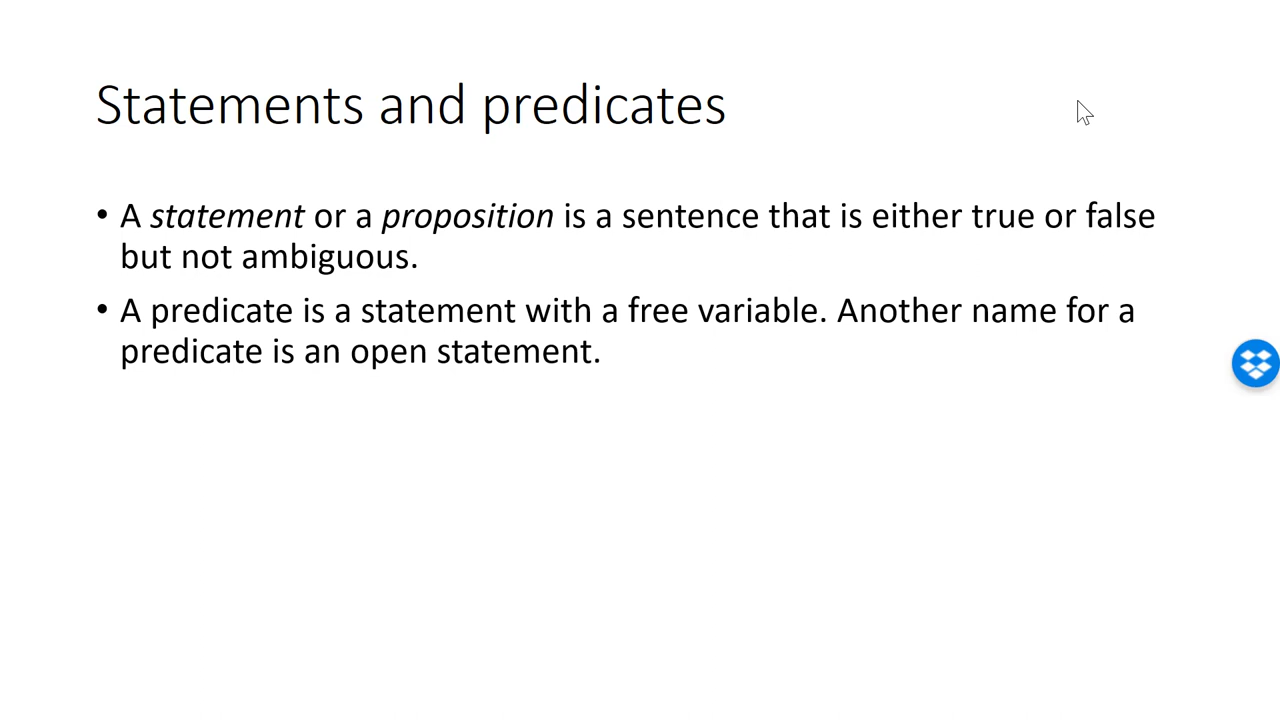 Statements and predicates
• A statement or a proposition is a sentence that is either true or false
but not ambiguous.
• A predicate is a statement with a free variable. Another name for a
predicate is an open statement.